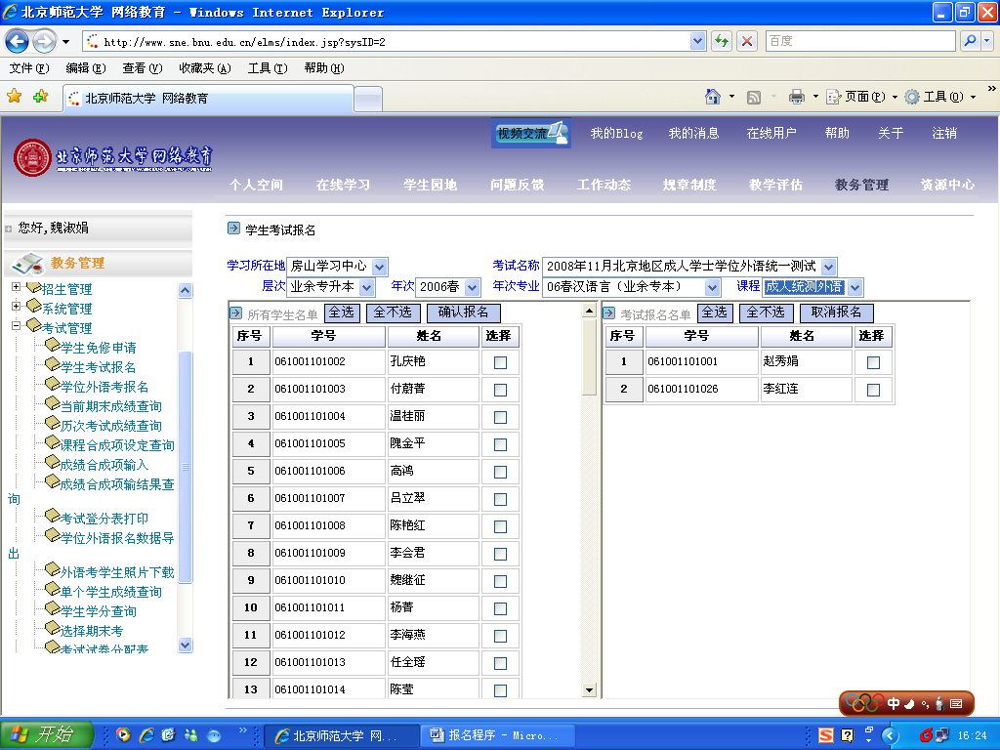 北京师范大学 网络教育 - Windows Internet Explorer
http://www.sne.bnu.edu.cn/elms/index.jsp?sysID=2
百度
文件(F) 编辑(E) 查看(V) 收藏夹(A) 工具(T) 帮助(H)
北京师范大学 网络教育
页面(P) 工具(O) »
北京师范大学网络教育
视频交流 我的Blog 我的消息 在线用户 帮助 关于 注销
个人空间 在线学习 学生园地 问题反馈 工作动态 规章制度 教学评估 教务管理 资源中心
您好,魏淑娟
教务管理
招生管理
系统管理
考试管理
学生免修申请
学生考试报名
学位外语考报名
当前期末成绩查询
历次考试成绩查询
课程合成项设定查询
成绩合成项输入
成绩合成项输结果查
询
考试登分表打印
学位外语报名数据导
出
外语考学生照片下载
单个学生成绩查询
学生学分查询
选择期末考
考试试卷分配表
学生考试报名
学习所在地 房山学习中心 考试名称 2008年11月北京地区成人学士学位外语统一测试
层次 业余专升本 年次 2006春 年次专业 06春汉语言（业余专本） 课程 成人统测外语
所有学生名单 全选 全不选 确认报名
序号 学号 姓名 选择
1 061001101002 孔庆艳
2 061001101003 付蔚菁
3 061001101004 温桂丽
4 061001101005 隗金平
5 061001101006 高鸿
6 061001101007 吕立翠
7 061001101008 陈艳红
8 061001101009 李会君
9 061001101010 魏继征
10 061001101011 杨菁
11 061001101012 李海燕
12 061001101013 任全瑶
13 061001101014 陈莹
考试报名名单 全选 全不选 取消报名
序号 学号 姓名 选择
1 061001101001 赵秀娟
2 061001101026 李红连
中
开始
»
北京师范大学 网...
报名程序 - Micro...
16:24